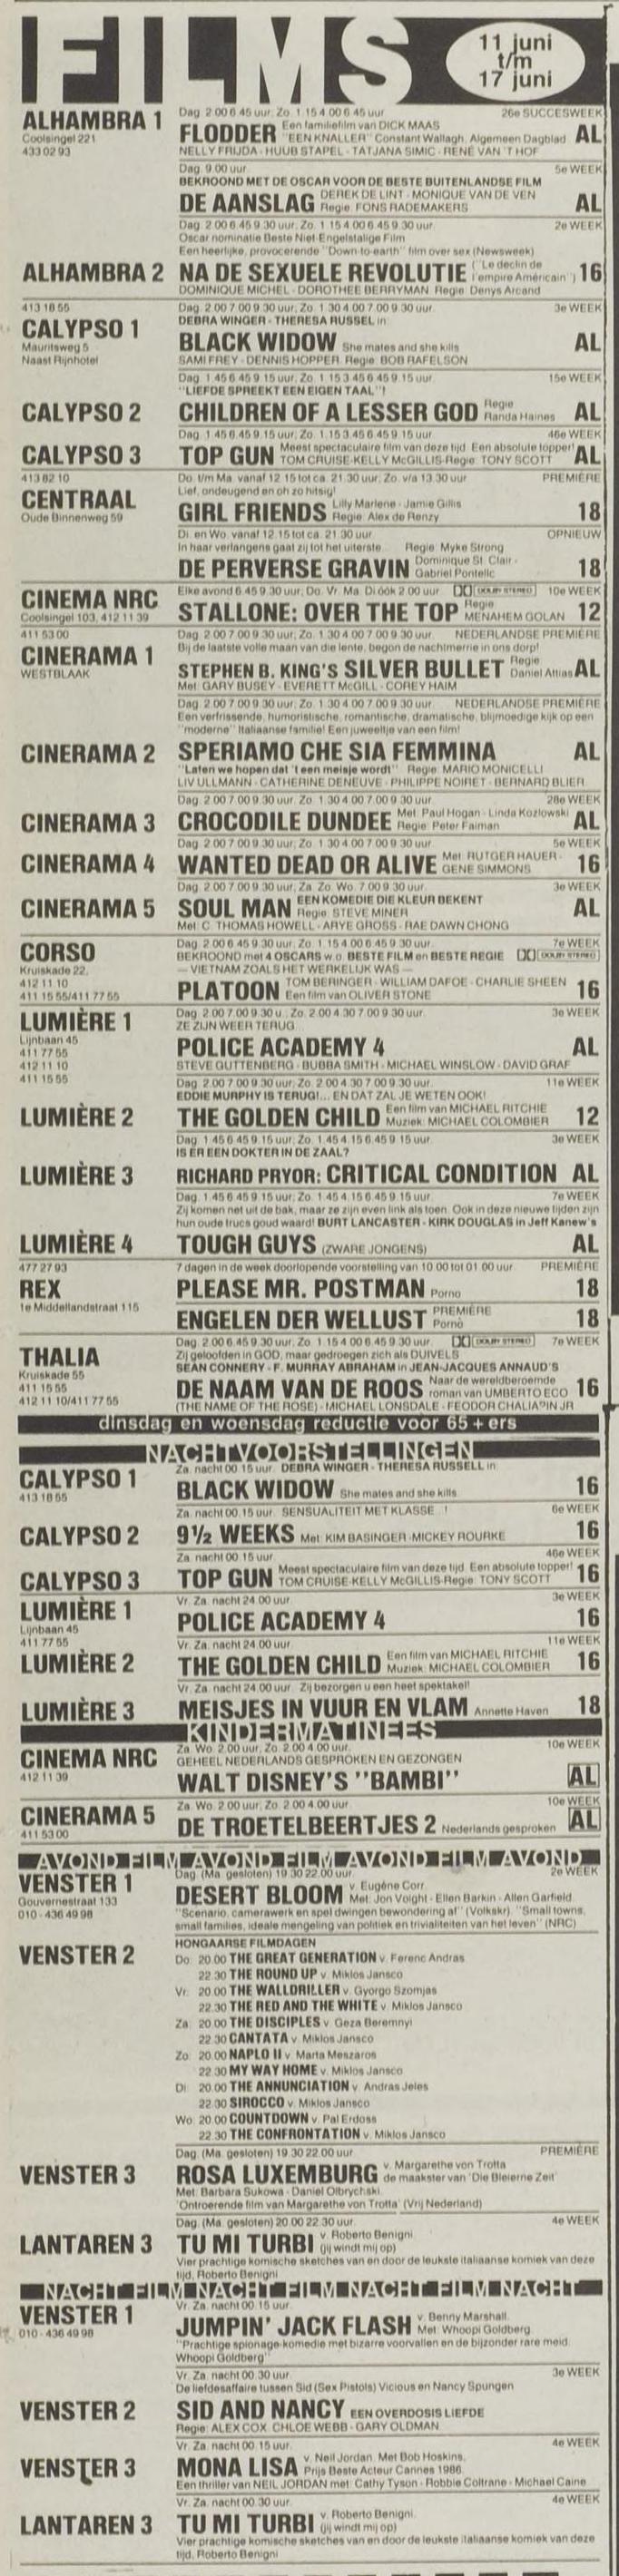 FILMS
11 juni
t/m
17 juni
ALHAMBRA 1
Coolsingel 221
433 02 93
Dag. 2.00 6.45 uur, Zo. 1.15 4.00 6.45 uur 26e SUCCESWEEK
FLODDER Een familiefilm van DICK MAAS "EEN KNALLER" Constant Wallagh, Algemeen Dagblad AL
NELLY FRIJDA - HUUB STAPEL - TATJANA SIMIC - RENÉ VAN 'T HOF
Dag. 9.00 uur 5e WEEK
BEKROOND MET DE OSCAR VOOR DE BESTE BUITENLANDSE FILM
DE AANSLAG DEREK DE LINT - MONIQUE VAN DE VEN Regie: FONS RADEMAKERS AL
Dag. 2.00 6.45 9.30 uur, Zo. 1.15 4.00 6.45 9.30 uur 2e WEEK
Oscar nominatie Beste Niet-Engelstalige Film
Een heerlijke, provocerende "Down-to-earth" film over sex (Newsweek)
ALHAMBRA 2 NA DE SEXUELE REVOLUTIE ("Le declin de l'empire Américain") 16
DOMINIQUE MICHEL - DOROTHEE BERRYMAN Regie: Denys Arcand
413 18 55 Dag. 2.00 7.00 9.30 uur, Zo. 1.30 4.00 7.00 9.30 uur 3e WEEK
CALYPSO 1
Mauritsweg 5
Naast Rijnhotel
DEBRA WINGER - THERESA RUSSEL in:
BLACK WIDOW She mates and she kills AL
SAMI FREY - DENNIS HOPPER Regie: BOB RAFELSON
Dag. 1.45 6.45 9.15 uur, Zo. 1.15 3.45 6.45 9.15 uur 15e WEEK
"LIEFDE SPREEKT EEN EIGEN TAAL"!
CALYPSO 2 CHILDREN OF A LESSER GOD Regie Randa Haines AL
Dag. 1.45 6.45 9.15 uur, Zo. 1.15 3.45 6.45 9.15 uur 46e WEEK
CALYPSO 3 TOP GUN Meest spectaculaire film van deze tijd. Een absolute topper! TOM CRUISE-KELLY McGILLIS-Regie: TONY SCOTT AL
413 82 10 Do. t/m Ma. vanaf 12.15 tot ca. 21.30 uur, Zo. v/a 13.30 uur PREMIÈRE
CENTRAAL
Oude Binnenweg 59
Lief, ondeugend en oh zo hitsig!
GIRL FRIENDS Lilly Marlene - Jamie Gillis Regie: Alex de Renzy 18
Di. en Wo. vanaf 12.15 tot ca. 21.30 uur OPNIEUW
In haar verlangens gaat zij tot het uiterste... Regie: Myke Strong
DE PERVERSE GRAVIN Dominique St. Clair - Gabriel Pontello 18
Elke avond 6.45 9.30 uur, Do. Vr. Ma. Di óók 2.00 uur DOLBY STEREO 10e WEEK
CINEMA NRC
Coolsingel 103, 412 11 39
STALLONE: OVER THE TOP Regie MENAHEM GOLAN 12
411 53 00 Dag. 2.00 7.00 9.30 uur, Zo. 1.30 4.00 7.00 9.30 uur NEDERLANDSE PREMIÈRE
CINERAMA 1
WESTBLAAK
Bij de laatste volle maan van die lente, begon de nachtmerrie in ons dorp!
STEPHEN B. KING'S SILVER BULLET Regie Daniel Attias AL
Met: GARY BUSEY - EVERETT McGILL - COREY HAIM
Dag. 2.00 7.00 9.30 uur, Zo. 1.30 4.00 7.00 9.30 uur NEDERLANDSE PREMIÈRE
Een verfrissende, humoristische, romantische, dramatische, blijmoedige kijk op een
"moderne" Italiaanse familie! Een juweeltje van een film!
CINERAMA 2 SPERIAMO CHE SIA FEMMINA AL
"Laten we hopen dat 't een meisje wordt" Regie: MARIO MONICELLI
LIV ULLMANN - CATHERINE DENEUVE - PHILIPPE NOIRET - BERNARD BLIER
Dag. 2.00 7.00 9.30 uur, Zo. 1.30 4.00 7.00 9.30 uur 28e WEEK
CINERAMA 3 CROCODILE DUNDEE Met: Paul Hogan - Linda Kozlowski Regie: Peter Faiman AL
Dag. 2.00 7.00 9.30 uur, Zo. 1.30 4.00 7.00 9.30 uur 5e WEEK
CINERAMA 4 WANTED DEAD OR ALIVE Met: RUTGER HAUER - GENE SIMMONS 16
Dag. 2.00 7.00 9.30 uur, Za. Zo. Wo. 7.00 9.30 uur 3e WEEK
CINERAMA 5 SOUL MAN EEN KOMEDIE DIE KLEUR BEKENT Regie: STEVE MINER AL
Met: C. THOMAS HOWELL - ARYE GROSS - RAE DAWN CHONG
Dag. 2.00 6.45 9.30 uur, Zo. 1.15 4.00 6.45 9.30 uur 7e WEEK
CORSO
Kruiskade 22,
412 11 10
411 15 55/411 77 55
BEKROOND met 4 OSCARS w.o. BESTE FILM en BESTE REGIE DOLBY STEREO
— VIETNAM ZOALS HET WERKELIJK WAS —
PLATOON TOM BERINGER - WILLIAM DAFOE - CHARLIE SHEEN Een film van OLIVER STONE 16
Dag. 2.00 7.00 9.30 u., Zo. 2.00 4.30 7.00 9.30 uur 3e WEEK
LUMIÈRE 1
Lijnbaan 45
411 77 55
412 11 10
411 15 55
ZE ZIJN WEER TERUG
POLICE ACADEMY 4 AL
STEVE GUTTENBERG - BUBBA SMITH - MICHAEL WINSLOW - DAVID GRAF
Dag. 2.00 7.00 9.30 uur, Zo. 2.00 4.30 7.00 9.30 uur 11e WEEK
EDDIE MURPHY IS TERUG!... EN DAT ZAL JE WETEN OOK!
LUMIÈRE 2 THE GOLDEN CHILD Een film van MICHAEL RITCHIE Muziek: MICHAEL COLOMBIER 12
Dag. 1.45 6.45 9.15 uur, Zo. 1.45 4.15 6.45 9.15 uur 3e WEEK
IS ER EEN DOKTER IN DE ZAAL?
LUMIÈRE 3 RICHARD PRYOR: CRITICAL CONDITION AL
Dag. 1.45 6.45 9.15 uur, Zo. 1.45 4.15 6.45 9.15 uur 7e WEEK
Zij komen net uit de bak, maar ze zijn even link als toen. Ook in deze nieuwe tijden zijn
hun oude trucs goud waard! BURT LANCASTER - KIRK DOUGLAS in Jeff Kanew's
LUMIÈRE 4 TOUGH GUYS (ZWARE JONGENS) AL
477 27 93 7 dagen in de week doorlopende voorstelling van 10.00 tot 01.00 uur PREMIÈRE
REX
1e Middellandstraat 115
PLEASE MR. POSTMAN Porno 18
ENGELEN DER WELLUST PREMIÈRE Porno 18
Dag. 2.00 6.45 9.30 uur, Zo. 1.15 4.00 6.45 9.30 uur DOLBY STEREO 7e WEEK
THALIA
Kruiskade 55
411 15 55
412 11 10/411 77 55
Zij geloofden in GOD, maar gedroegen zich als DUIVELS
SEAN CONNERY - F. MURRAY ABRAHAM in JEAN-JACQUES ANNAUD'S
DE NAAM VAN DE ROOS Naar de wereldberoemde roman van UMBERTO ECO 16
(THE NAME OF THE ROSE) - MICHAEL LONSDALE - FEODOR CHALIAPIN JR
dinsdag en woensdag reductie voor 65+ers
NACHTVOORSTELLINGEN
CALYPSO 1
413 18 55
Za. nacht 00.15 uur. DEBRA WINGER - THERESA RUSSELL in:
BLACK WIDOW She mates and she kills 16
Za. nacht 00.15 uur. SENSUALITEIT MET KLASSE...! 6e WEEK
CALYPSO 2 9½ WEEKS Met: KIM BASINGER - MICKEY ROURKE 16
Za. nacht 00.15 uur 46e WEEK
CALYPSO 3 TOP GUN Meest spectaculaire film van deze tijd. Een absolute topper! TOM CRUISE-KELLY McGILLIS-Regie: TONY SCOTT 16
Vr. Za. nacht 24.00 uur 3e WEEK
LUMIÈRE 1
Lijnbaan 45
411 77 55
POLICE ACADEMY 4 16
Vr. Za. nacht 24.00 uur 11e WEEK
LUMIÈRE 2 THE GOLDEN CHILD Een film van MICHAEL RITCHIE Muziek: MICHAEL COLOMBIER 16
Vr. Za. nacht 24.00 uur. Zij bezorgen u een heet spektakel!
LUMIÈRE 3 MEISJES IN VUUR EN VLAM Annette Haven 18
KINDERMATINEES
Za. Wo. 2.00 uur, Zo. 2.00 4.00 uur 10e WEEK
CINEMA NRC
412 11 39
GEHEEL NEDERLANDS GESPROKEN EN GEZONGEN
WALT DISNEY'S "BAMBI" AL
Za. Wo. 2.00 uur, Zo. 2.00 4.00 uur 10e WEEK
CINERAMA 5
411 53 00
DE TROETELBEERTJES 2 Nederlands gesproken AL
AVOND FILM AVOND FILM AVOND FILM AVOND
Dag. (Ma. gesloten) 19.30 22.00 uur 2e WEEK
VENSTER 1
Gouvernestraat 133
010 - 436 49 98
DESERT BLOOM v. Eugène Corr. Met: Jon Voight - Ellen Barkin - Allen Garfield.
"Scenario, camerawerk en spel dwingen bewondering af" (Volkskr). "Small towns,
small families, ideale mengeling van politiek en trivialiteiten van het leven" (NRC)
VENSTER 2
HONGAARSE FILMDAGEN
Do. 20.00 THE GREAT GENERATION v. Ferenc Andras
22.30 THE ROUND UP v. Miklos Jansco
Vr. 20.00 THE WALLDRILLER v. Gyorgo Szomjas
22.30 THE RED AND THE WHITE v. Miklos Jansco
Za. 20.00 THE DISCIPLES v. Geza Beremnyi
22.30 CANTATA v. Miklos Jansco
Zo. 20.00 NAPLO II v. Marta Meszaros
22.30 MY WAY HOME v. Miklos Jansco
Di. 20.00 THE ANNUNCIATION v. Andras Jeles
22.30 SIROCCO v. Miklos Jansco
Wo. 20.00 COUNTDOWN v. Pal Erdoss
22.30 THE CONFRONTATION v. Miklos Jansco
Dag. (Ma. gesloten) 19.30 22.00 uur PREMIÈRE
VENSTER 3 ROSA LUXEMBURG v. Margarethe von Trotta de maakster van 'Die Bleierne Zeit'
Met: Barbara Sukowa - Daniel Olbrychski.
'Ontroerende film van Margarethe von Trotta' (Vrij Nederland)
Dag. (Ma. gesloten) 20.00 22.30 uur 4e WEEK
LANTAREN 3 TU MI TURBI v. Roberto Benigni. (jij windt mij op)
Vier prachtige komische sketches van en door de leukste italiaanse komiek van deze
tijd, Roberto Benigni
NACHT FILM NACHT FILM NACHT FILM NACHT
Vr. Za. nacht 00.15 uur
VENSTER 1
010 - 436 49 98
JUMPIN' JACK FLASH v. Benny Marshall. Met: Whoopi Goldberg
"Prachtige spionage-komedie met bizarre voorvallen en de bijzonder rare meid
Whoopi Goldberg"
Vr. Za. nacht 00.30 uur 3e WEEK
De liefdesaffaire tussen Sid (Sex Pistols) Vicious en Nancy Spungen
VENSTER 2 SID AND NANCY EEN OVERDOSIS LIEFDE
Regie: ALEX COX. CHLOE WEBB - GARY OLDMAN
Vr. Za. nacht 00.15 uur 4e WEEK
VENSTER 3 MONA LISA v. Neil Jordan. Met Bob Hoskins, Prijs Beste Acteur Cannes 1986.
Een thriller van NEIL JORDAN met: Cathy Tyson - Robbie Coltrane - Michael Caine
Vr. Za. nacht 00.30 uur 4e WEEK
LANTAREN 3 TU MI TURBI v. Roberto Benigni. (jij windt mij op)
Vier prachtige komische sketches van en door de leukste italiaanse komiek van deze
tijd, Roberto Benigni